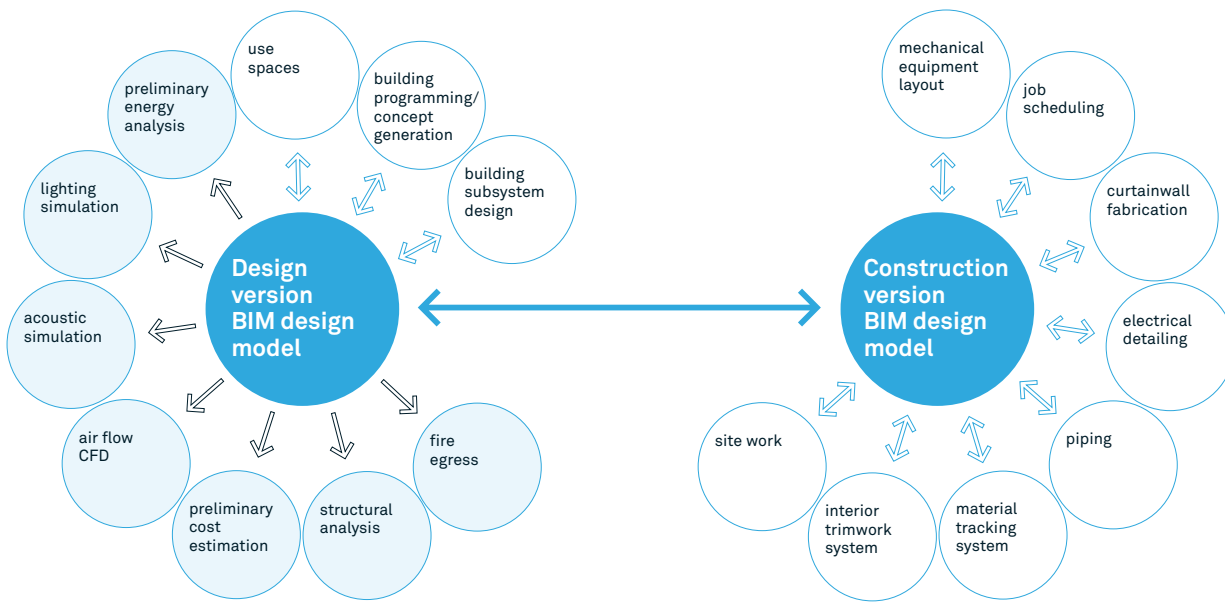 use
spaces
building
programming/
concept
generation
building
subsystem
design
preliminary
energy
analysis
lighting
simulation
acoustic
simulation
air flow
CFD
preliminary
cost
estimation
structural
analysis
fire
egress
Design
version
BIM design
model
Construction
version
BIM design
model
mechanical
equipment
layout
job
scheduling
curtainwall
fabrication
electrical
detailing
piping
material
tracking
system
interior
trimwork
system
site work